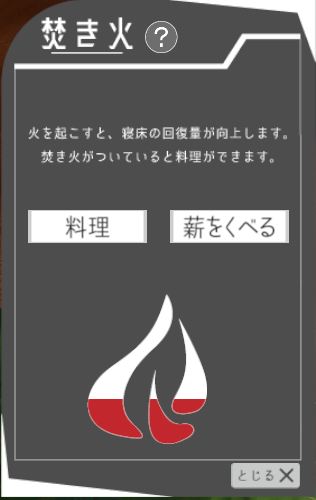 焚き火 ?
火を起こすと、寝床の回復量が向上します。
焚き火がついていると料理ができます。
料理 薪をくべる
とじる ×